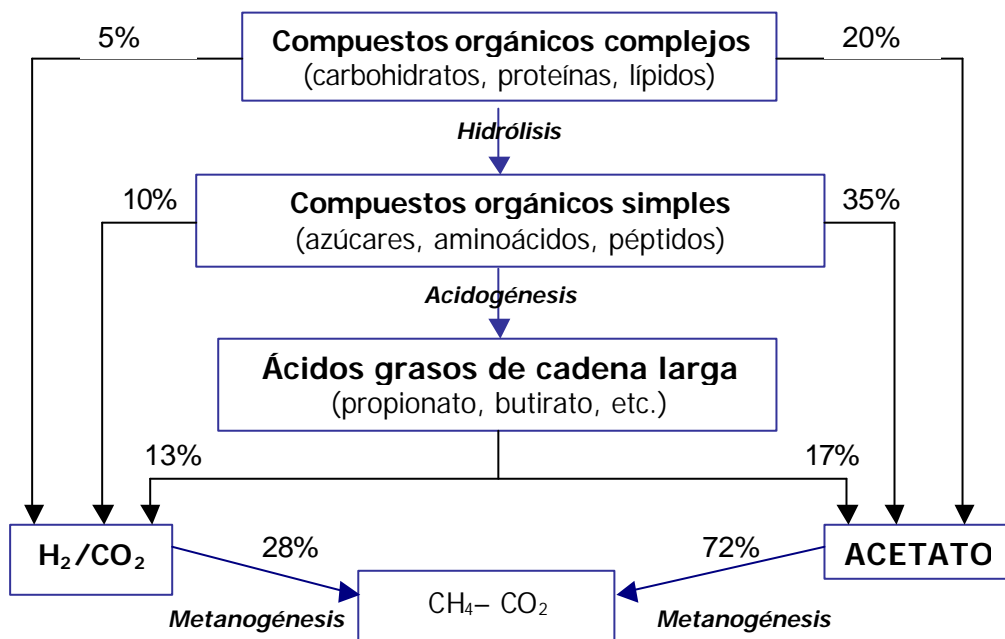 5%
Compuestos orgánicos complejos
20%
(carbohidratos, proteínas, lípidos)
Hidrólisis
10%
Compuestos orgánicos simples
35%
(azúcares, aminoácidos, péptidos)
Acidogénesis
Ácidos grasos de cadena larga
(propionato, butirato, etc.)
13%
17%
H₂/CO₂
28%
72%
ACETATO
CH₄– CO₂
Metanogénesis
Metanogénesis